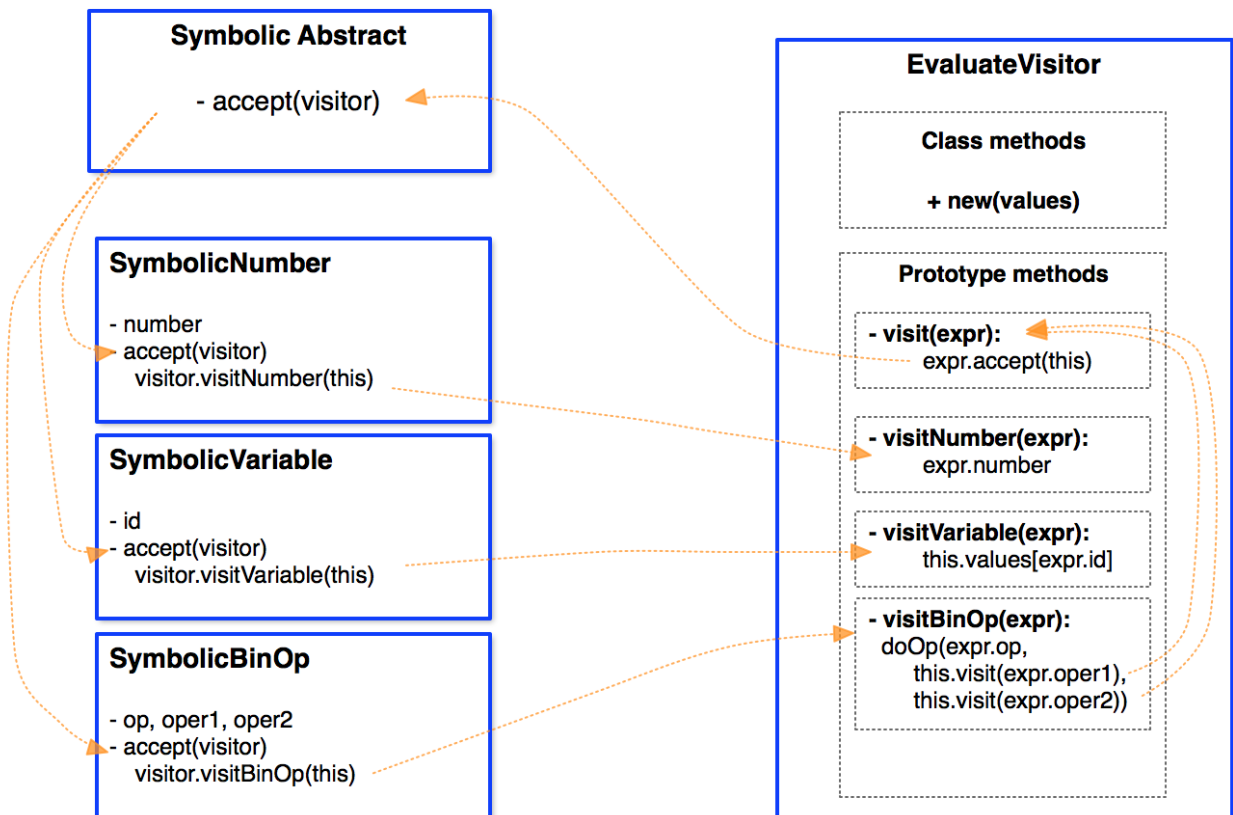 Symbolic Abstract
- accept(visitor)
SymbolicNumber
- number
- accept(visitor)
visitor.visitNumber(this)
SymbolicVariable
- id
- accept(visitor)
visitor.visitVariable(this)
SymbolicBinOp
- op, oper1, oper2
- accept(visitor)
visitor.visitBinOp(this)
EvaluateVisitor
Class methods
+ new(values)
Prototype methods
- visit(expr):
expr.accept(this)
- visitNumber(expr):
expr.number
- visitVariable(expr):
this.values[expr.id]
- visitBinOp(expr):
doOp(expr.op,
this.visit(expr.oper1),
this.visit(expr.oper2))